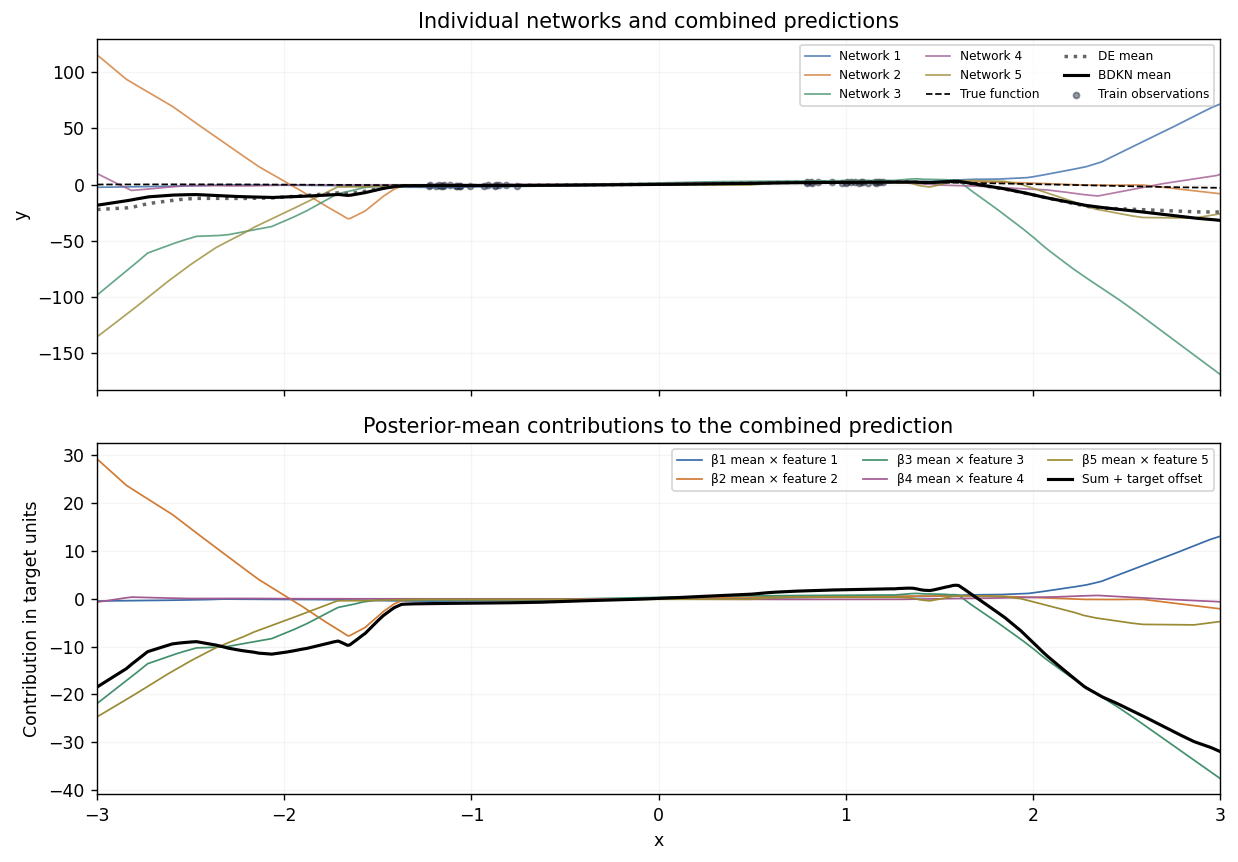 Individual networks and combined predictions
Network 1 Network 4 DE mean
Network 2 Network 5 BDKN mean
Network 3 True function Train observations
100
50
0
−50
−100
−150
y
Posterior-mean contributions to the combined prediction
β1 mean × feature 1 β3 mean × feature 3 β5 mean × feature 5
β2 mean × feature 2 β4 mean × feature 4 Sum + target offset
30
20
10
0
−10
−20
−30
−40
Contribution in target units
−3 −2 −1 0 1 2 3
x